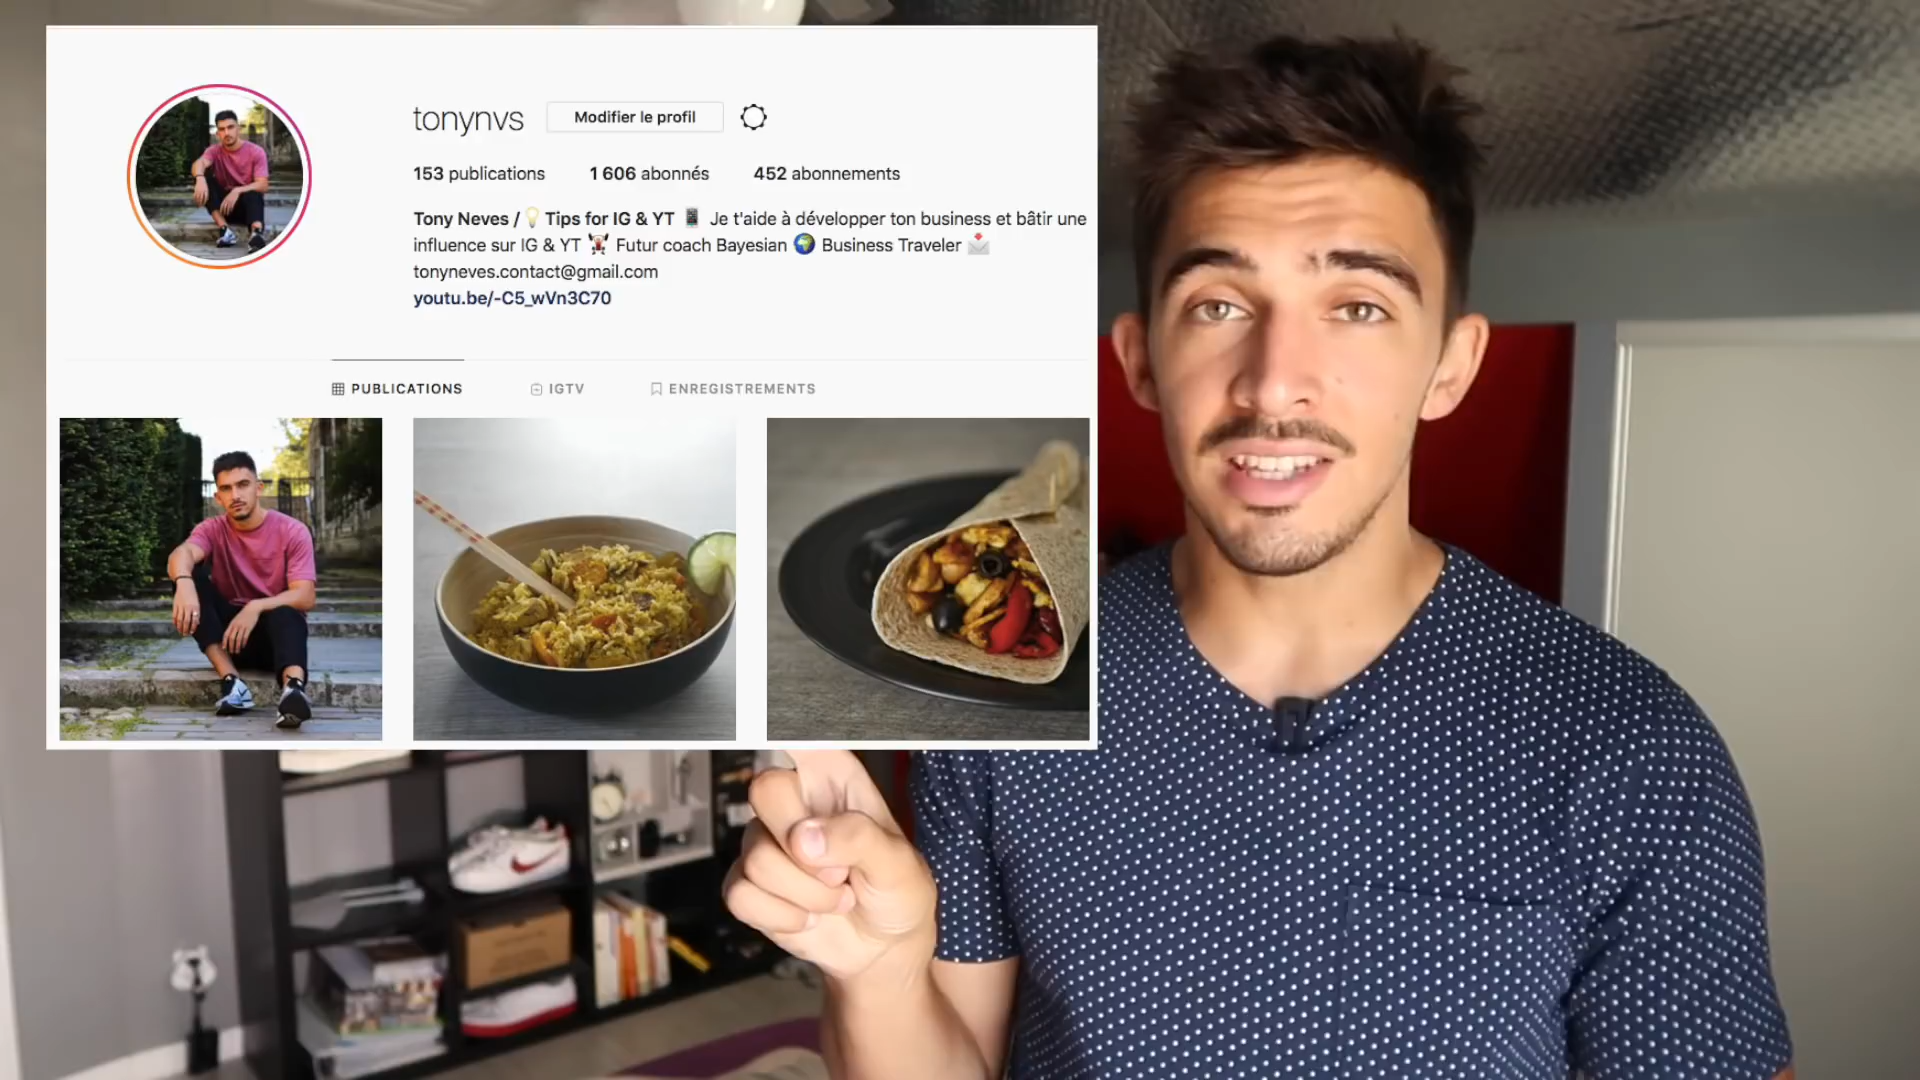 tonynvs Modifier le profil
153 publications 1 606 abonnés 452 abonnements
Tony Neves / 💡 Tips for IG & YT 📱 Je t'aide à développer ton business et bâtir une
influence sur IG & YT 🏋 Futur coach Bayesian 🌍 Business Traveler 📩
tonyneves.contact@gmail.com
youtu.be/-C5_wVn3C70
PUBLICATIONS IGTV ENREGISTREMENTS